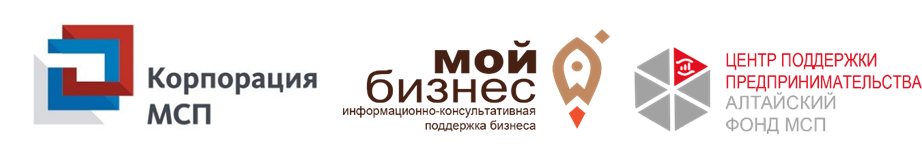 Корпорация
МСП
мой
бизнес
информационно-консультативная
поддержка бизнеса
ЦЕНТР ПОДДЕРЖКИ
ПРЕДПРИНИМАТЕЛЬСТВА
АЛТАЙСКИЙ
ФОНД МСП